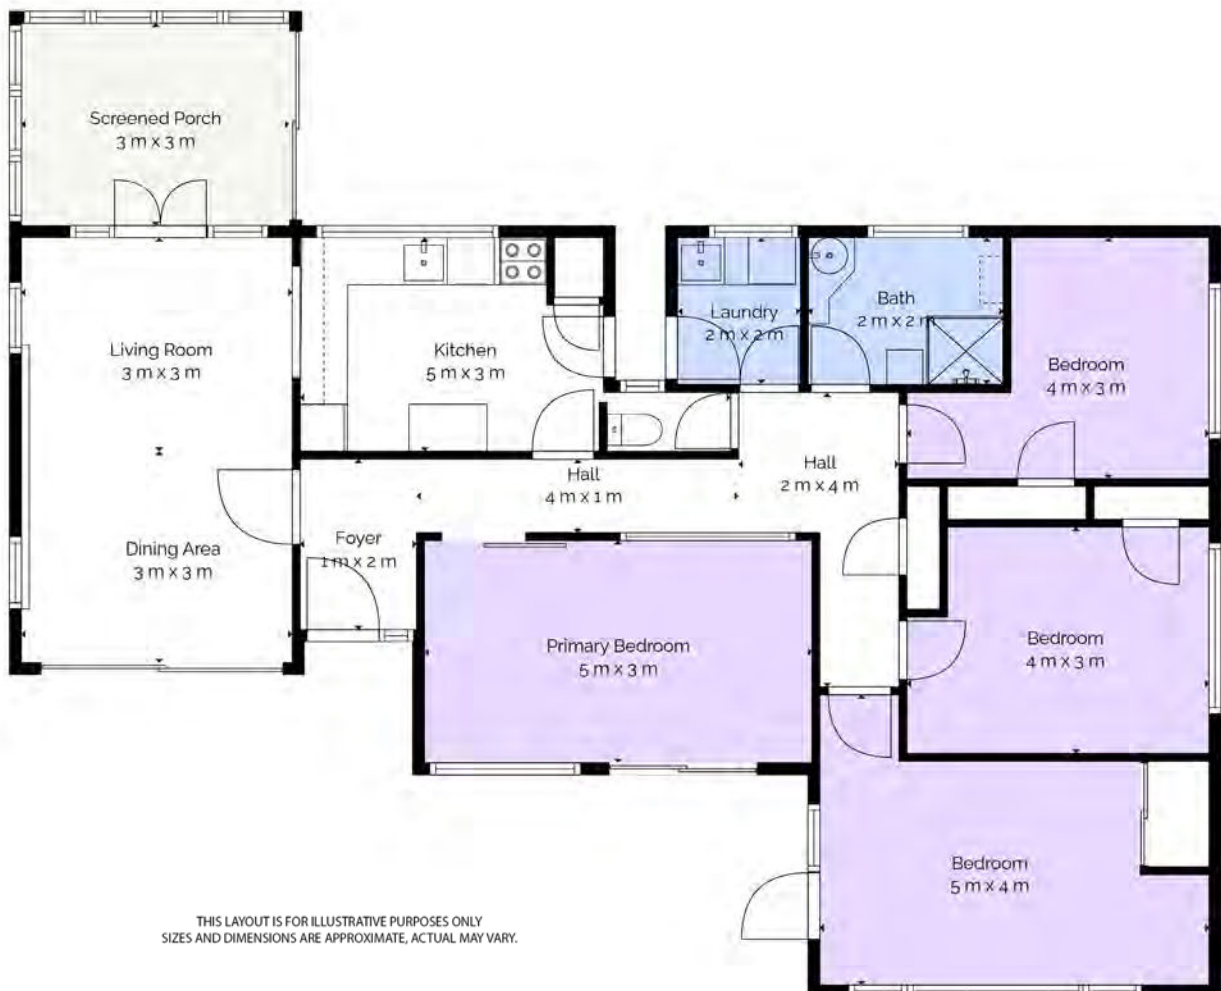 Screened Porch
3 m x 3 m
Living Room
3 m x 3 m
Kitchen
5 m x 3 m
Laundry
2 m x 2 m
Bath
2 m x 2 m
Bedroom
4 m x 3 m
Hall
4 m x 1 m
Hall
2 m x 4 m
Foyer
1 m x 2 m
Dining Area
3 m x 3 m
Primary Bedroom
5 m x 3 m
Bedroom
4 m x 3 m
Bedroom
5 m x 4 m
THIS LAYOUT IS FOR ILLUSTRATIVE PURPOSES ONLY
SIZES AND DIMENSIONS ARE APPROXIMATE, ACTUAL MAY VARY.